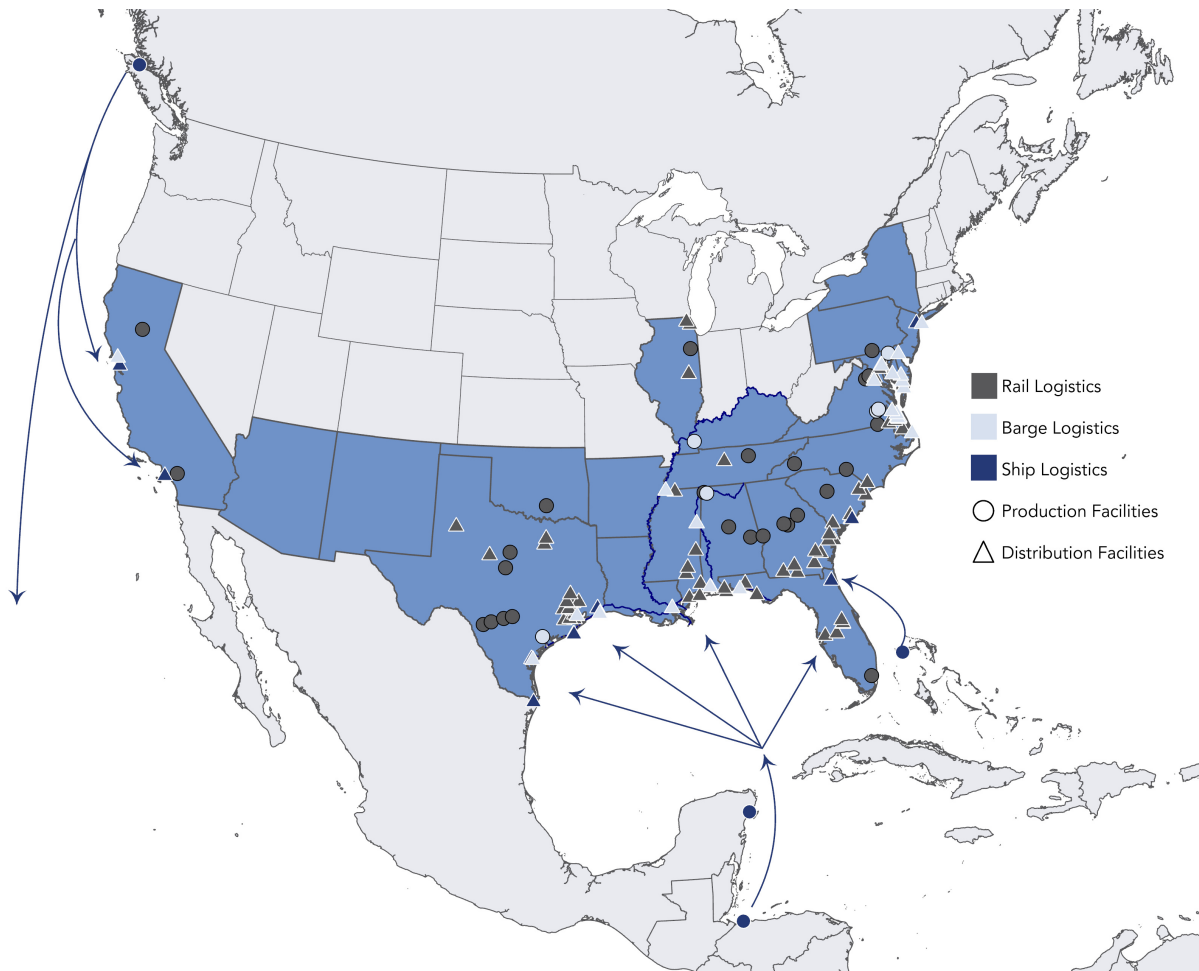 Rail Logistics
Barge Logistics
Ship Logistics
Production Facilities
Distribution Facilities